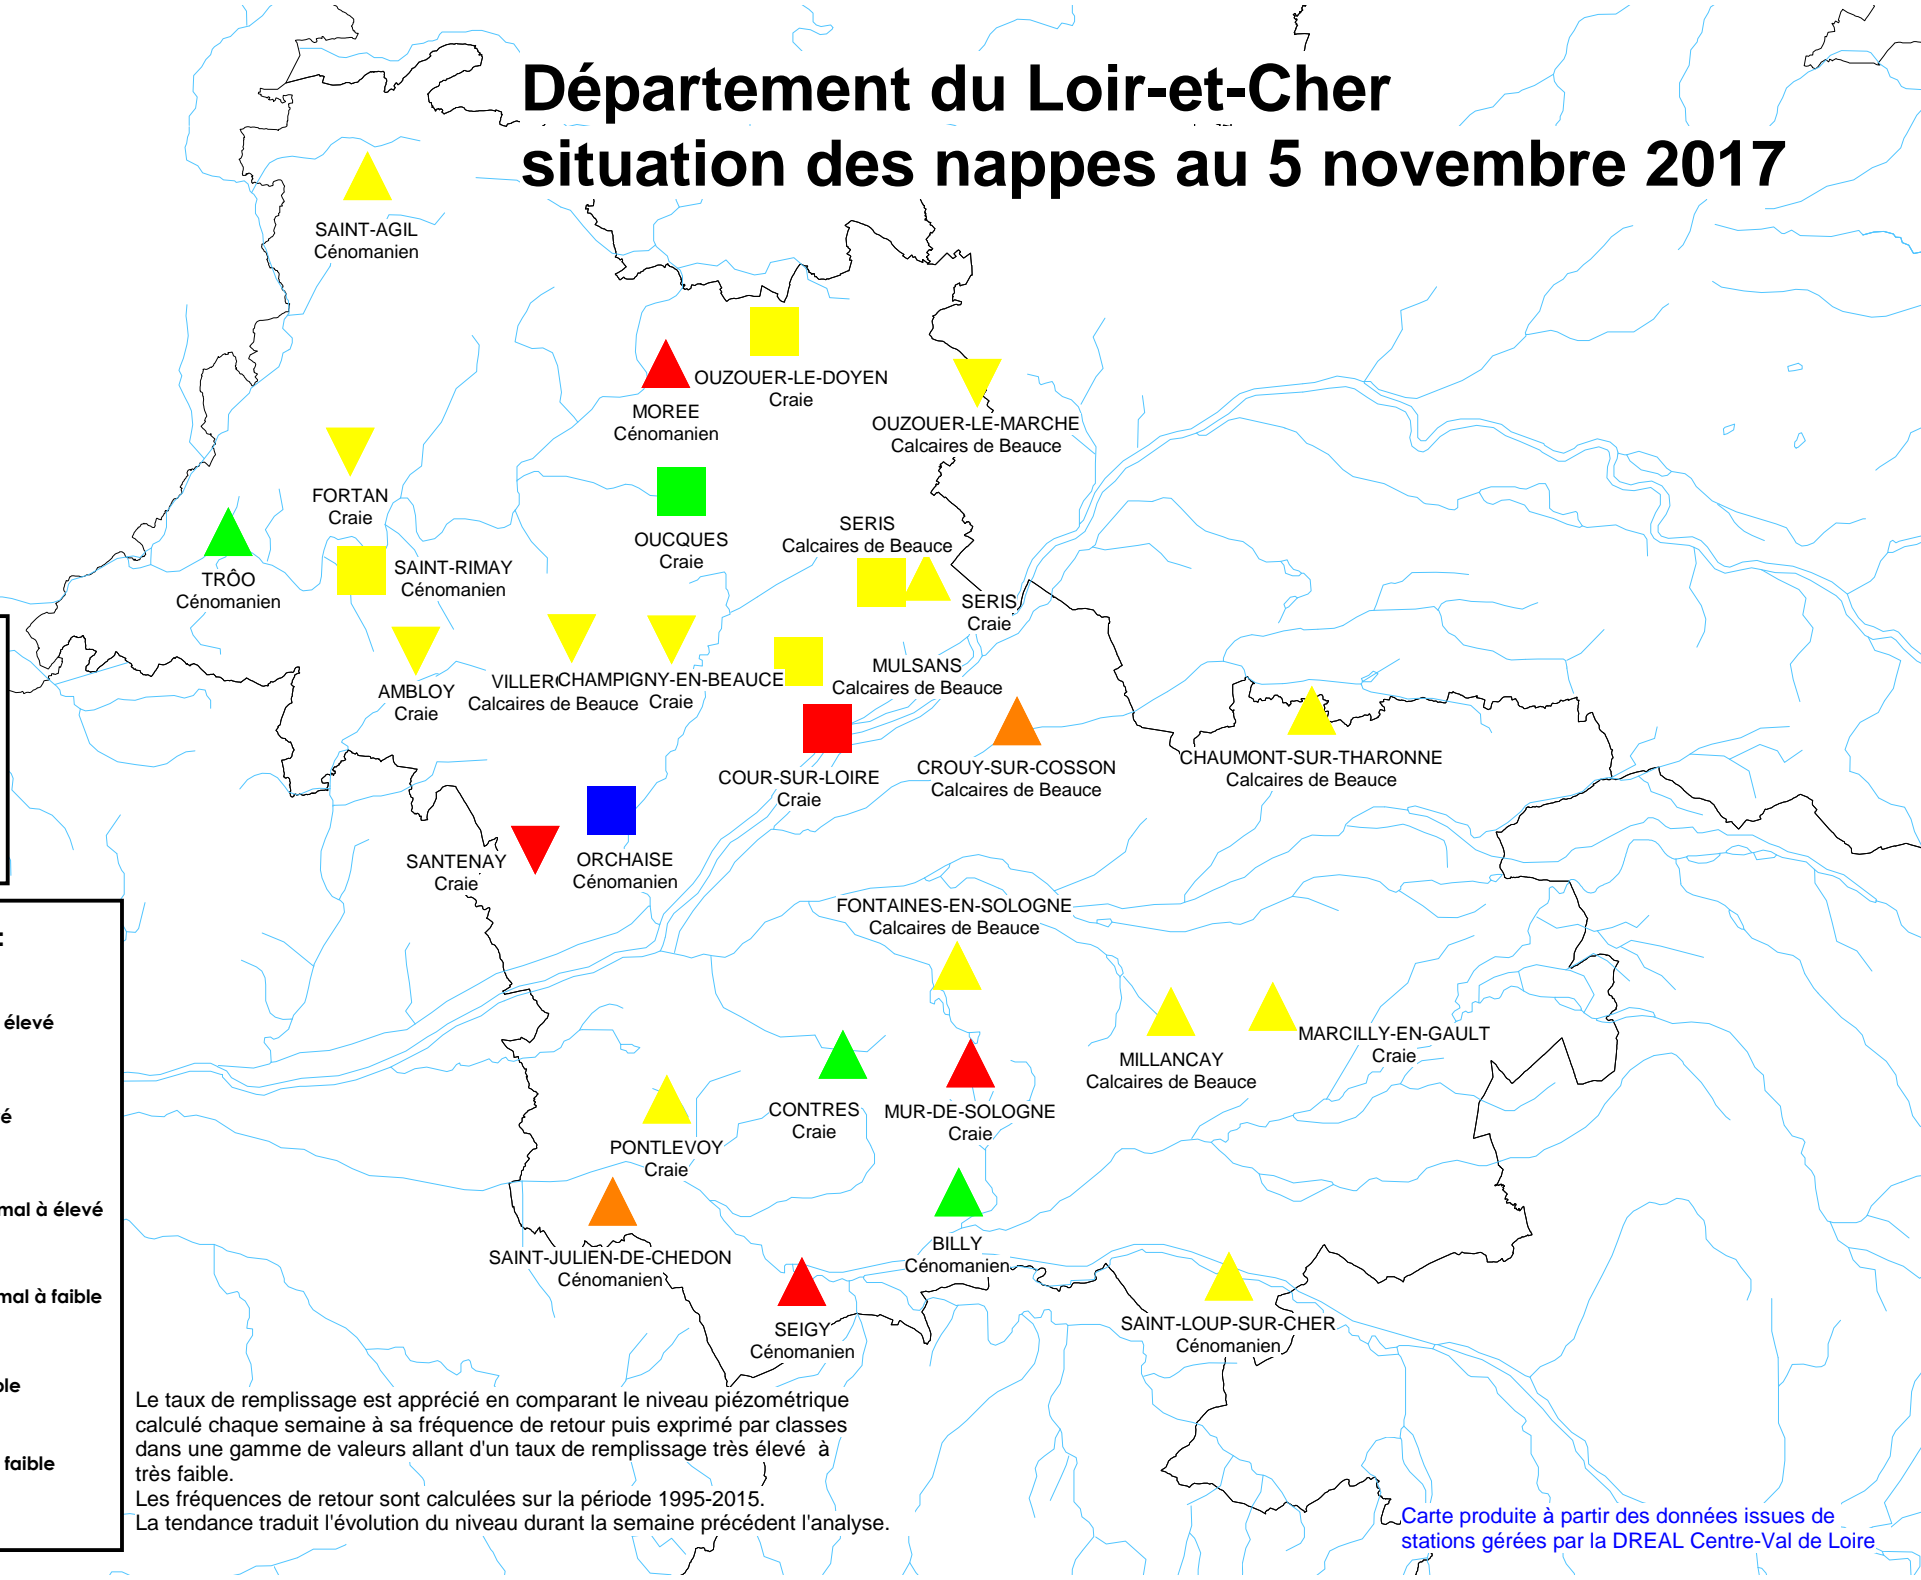 Département du Loir-et-Cher
situation des nappes au 5 novembre 2017
SAINT-AGIL
Cénomanien
OUZOUER-LE-DOYEN
Craie
MOREE
Cénomanien
OUZOUER-LE-MARCHE
Calcaires de Beauce
FORTAN
Craie
OUCQUES
Craie
SERIS
Calcaires de Beauce
TRÔO
Cénomanien
SAINT-RIMAY
Cénomanien
SERIS
Craie
AMBLOY
Craie
Calcaires de Beauce
CHAMPIGNY-EN-BEAUCE
Craie
MULSANS
Calcaires de Beauce
COUR-SUR-LOIRE
Craie
CROUY-SUR-COSSON
Calcaires de Beauce
CHAUMONT-SUR-THARONNE
Calcaires de Beauce
SANTENAY
Craie
ORCHAISE
Cénomanien
FONTAINES-EN-SOLOGNE
Calcaires de Beauce
MILLANCAY
Calcaires de Beauce
MARCILLY-EN-GAULT
Craie
CONTRES
Craie
MUR-DE-SOLOGNE
Craie
PONTLEVOY
Craie
SAINT-JULIEN-DE-CHEDON
Cénomanien
BILLY
Cénomanien
SEIGY
Cénomanien
SAINT-LOUP-SUR-CHER
Cénomanien
:
élevé
à élevé
à faible
faible
Le taux de remplissage est apprécié en comparant le niveau piézométrique
calculé chaque semaine à sa fréquence de retour puis exprimé par classes
dans une gamme de valeurs allant d'un taux de remplissage très élevé à
très faible.
Les fréquences de retour sont calculées sur la période 1995-2015.
La tendance traduit l'évolution du niveau durant la semaine précédent l'analyse.
Carte produite à partir des données issues de
stations gérées par la DREAL Centre-Val de Loire